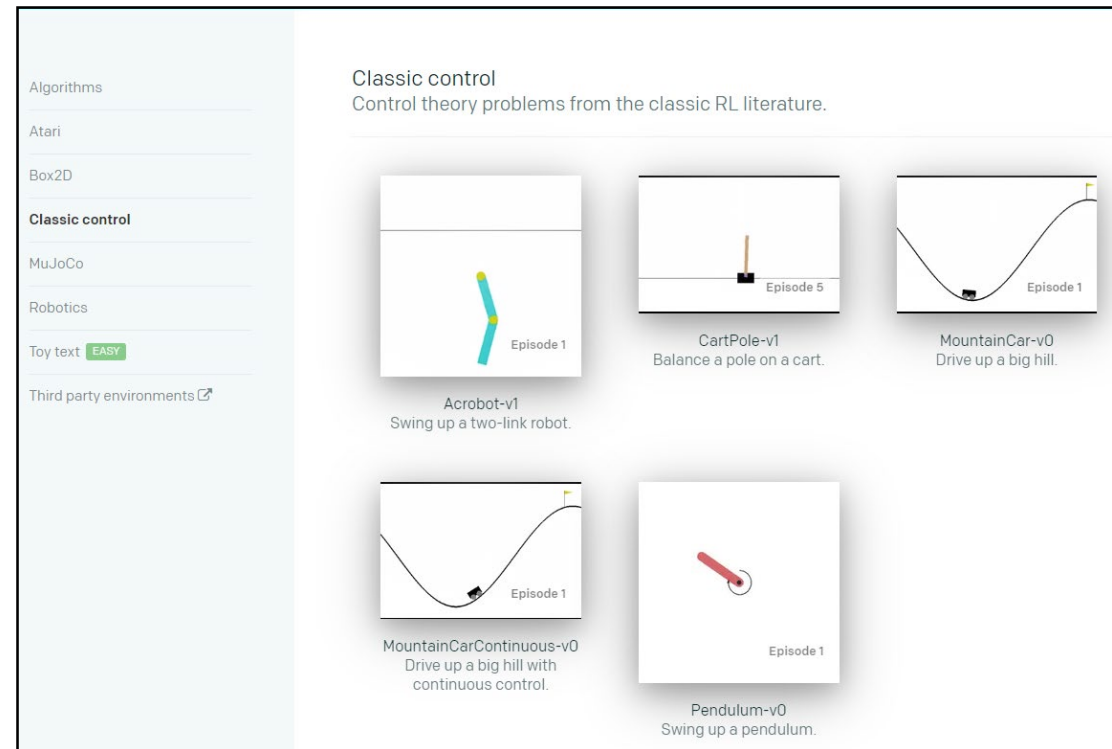 Algorithms
Atari
Box2D
Classic control
MuJoCo
Robotics
Toy text EASY
Third party environments
Classic control
Control theory problems from the classic RL literature.
Episode 1
Acrobot-v1
Swing up a two-link robot.
Episode 5
CartPole-v1
Balance a pole on a cart.
Episode 1
MountainCar-v0
Drive up a big hill.
Episode 1
MountainCarContinuous-v0
Drive up a big hill with
continuous control.
Episode 1
Pendulum-v0
Swing up a pendulum.